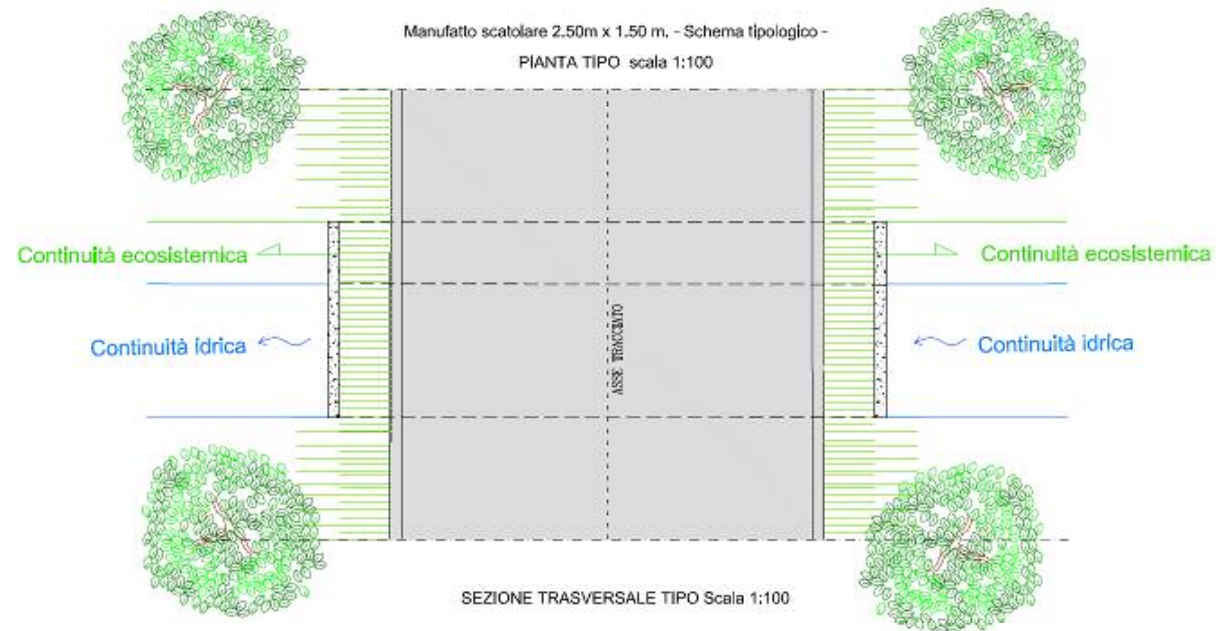 Manufatto scatolare 2.50m x 1.50 m. - Schema tipologico -
PIANTA TIPO scala 1:100
Continuità ecosistemica
Continuità ecosistemica
Continuità idrica
Continuità idrica
ASSE TRACCIATO
SEZIONE TRASVERSALE TIPO Scala 1:100